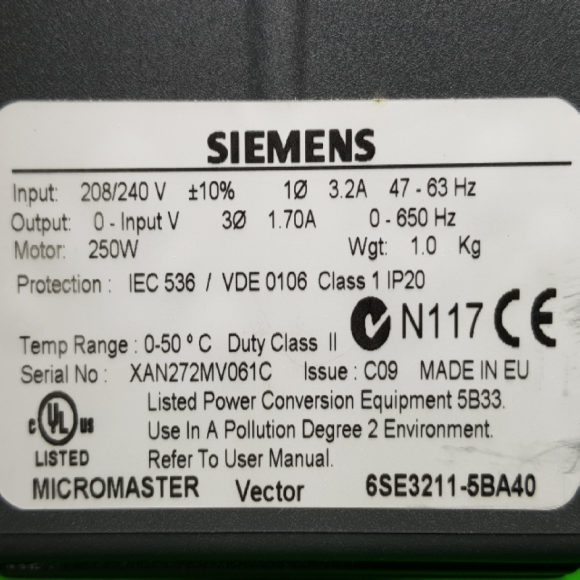 SIEMENS
Input: 208/240 V ±10% 1Ø 3.2A 47 - 63 Hz
Output: 0 - Input V 3Ø 1.70A 0 - 650 Hz
Motor: 250W Wgt: 1.0 Kg
Protection : IEC 536 / VDE 0106 Class 1 IP20
N117 CE
Temp Range : 0-50 º C Duty Class II
Serial No : XAN272MV061C Issue : C09 MADE IN EU
c UL us Listed Power Conversion Equipment 5B33.
Use In A Pollution Degree 2 Environment.
LISTED Refer To User Manual.
MICROMASTER Vector 6SE3211-5BA40